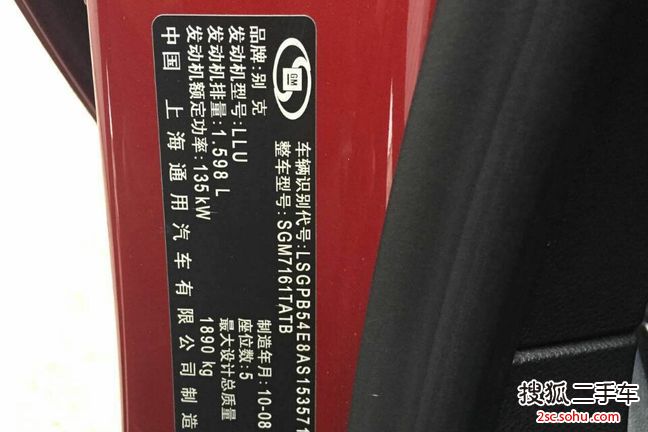 GM
车辆识别代号:LSGPB54E8AS153571
整车型号:SGM7161TATB
品牌:别克
发动机型号:LLU
发动机排量:1.598 L
发动机额定功率:135kW
制造年月:10-08
座位数:5
最大设计总质量
1890 kg
中国 上海通用汽车有限公司制造
搜狐二手车
2sc.sohu.com